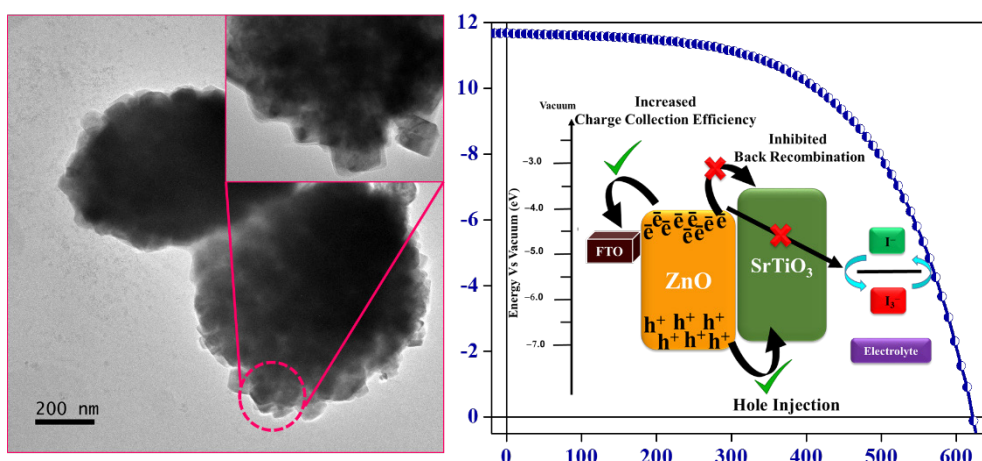 200 nm
12
10
-8
-6
-4
-2
0
0
100
200
300
400
500
600
Vacuum
Increased
Charge Collection Efficiency
Inhibited
Back Recombination
Energy Vs Vacuum (eV)
−3.0
−4.0
−5.0
−6.0
−7.0
FTO
ē ē ē ē ē ē ē ē ē
ZnO
h⁺ h⁺ h⁺
h⁺ h⁺ h⁺
SrTiO₃
I⁻
I₃⁻
Electrolyte
Hole Injection